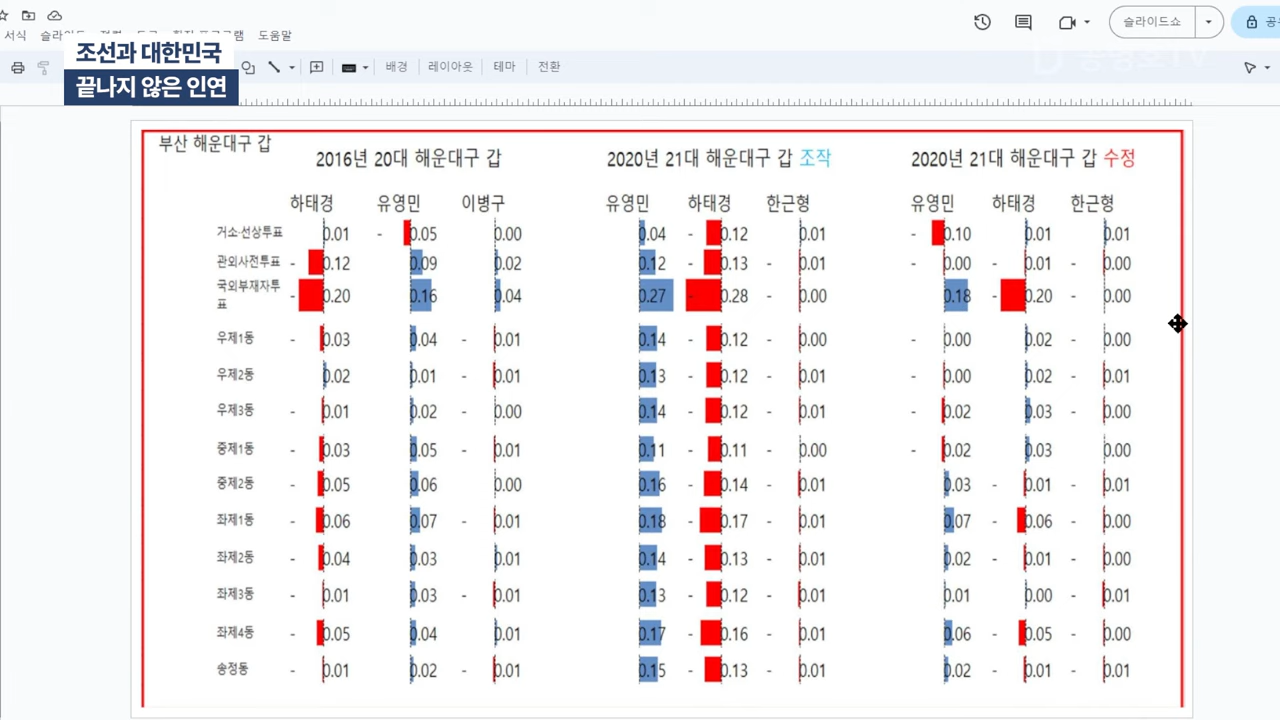 서식 슬라이 도움말
슬라이드쇼
조선과 대한민국
끝나지 않은 인연
배경 레이아웃 테마 전환
부산 해운대구 갑
2016년 20대 해운대구 갑 2020년 21대 해운대구 갑 조작 2020년 21대 해운대구 갑 수정
하태경 유영민 이병구 유영민 하태경 한근형 유영민 하태경 한근형
거소·선상투표 0.01 - 0.05 0.00 0.04 - 0.12 0.01 - 0.10 0.01 0.01
관외사전투표 - 0.12 0.09 0.02 0.12 - 0.13 - 0.01 - 0.00 - 0.01 - 0.00
국외부재자투표 - 0.20 0.16 0.04 0.27 - 0.28 - 0.00 0.18 - 0.20 - 0.00
우제1동 - 0.03 0.04 - 0.01 0.14 - 0.12 - 0.00 - 0.00 0.02 - 0.00
우제2동 0.02 0.01 - 0.01 0.13 - 0.12 - 0.01 - 0.00 0.02 - 0.01
우제3동 - 0.01 0.02 - 0.00 0.14 - 0.12 - 0.01 - 0.02 0.03 - 0.00
중제1동 - 0.03 0.05 - 0.01 0.11 - 0.11 - 0.00 - 0.02 0.03 - 0.00
중제2동 - 0.05 0.06 - 0.00 0.16 - 0.14 - 0.01 0.03 - 0.01 - 0.01
좌제1동 - 0.06 0.07 - 0.01 0.18 - 0.17 - 0.01 0.07 - 0.06 - 0.00
좌제2동 - 0.04 0.03 0.01 0.14 - 0.13 - 0.01 0.02 - 0.01 - 0.00
좌제3동 - 0.01 0.03 - 0.01 0.13 - 0.12 - 0.01 0.01 0.00 - 0.01
좌제4동 - 0.05 0.04 0.01 0.17 - 0.16 - 0.01 0.06 - 0.05 - 0.00
송정동 - 0.01 0.02 - 0.01 0.15 - 0.13 - 0.01 0.02 - 0.01 - 0.01